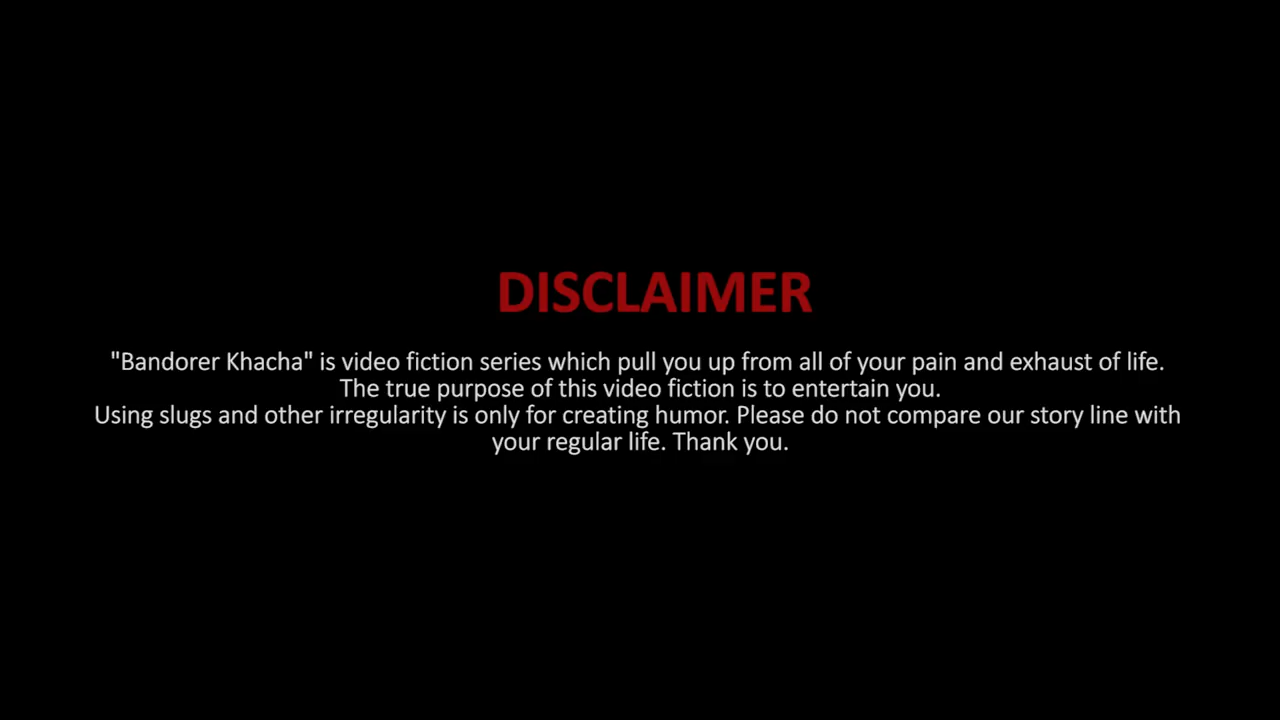 DISCLAIMER
"Bandorer Khacha" is video fiction series which pull you up from all of your pain and exhaust of life.
The true purpose of this video fiction is to entertain you.
Using slugs and other irregularity is only for creating humor. Please do not compare our story line with
your regular life. Thank you.